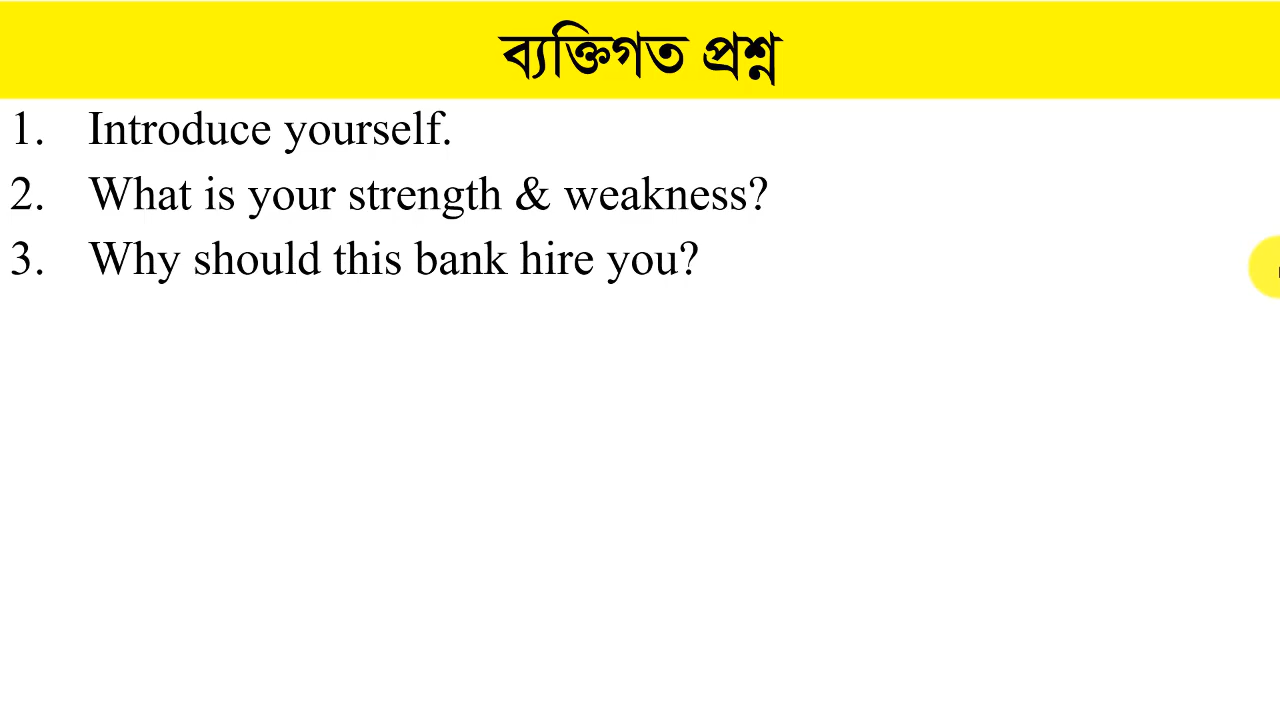 ব্যক্তিগত প্রশ্ন
1. Introduce yourself.
2. What is your strength & weakness?
3. Why should this bank hire you?